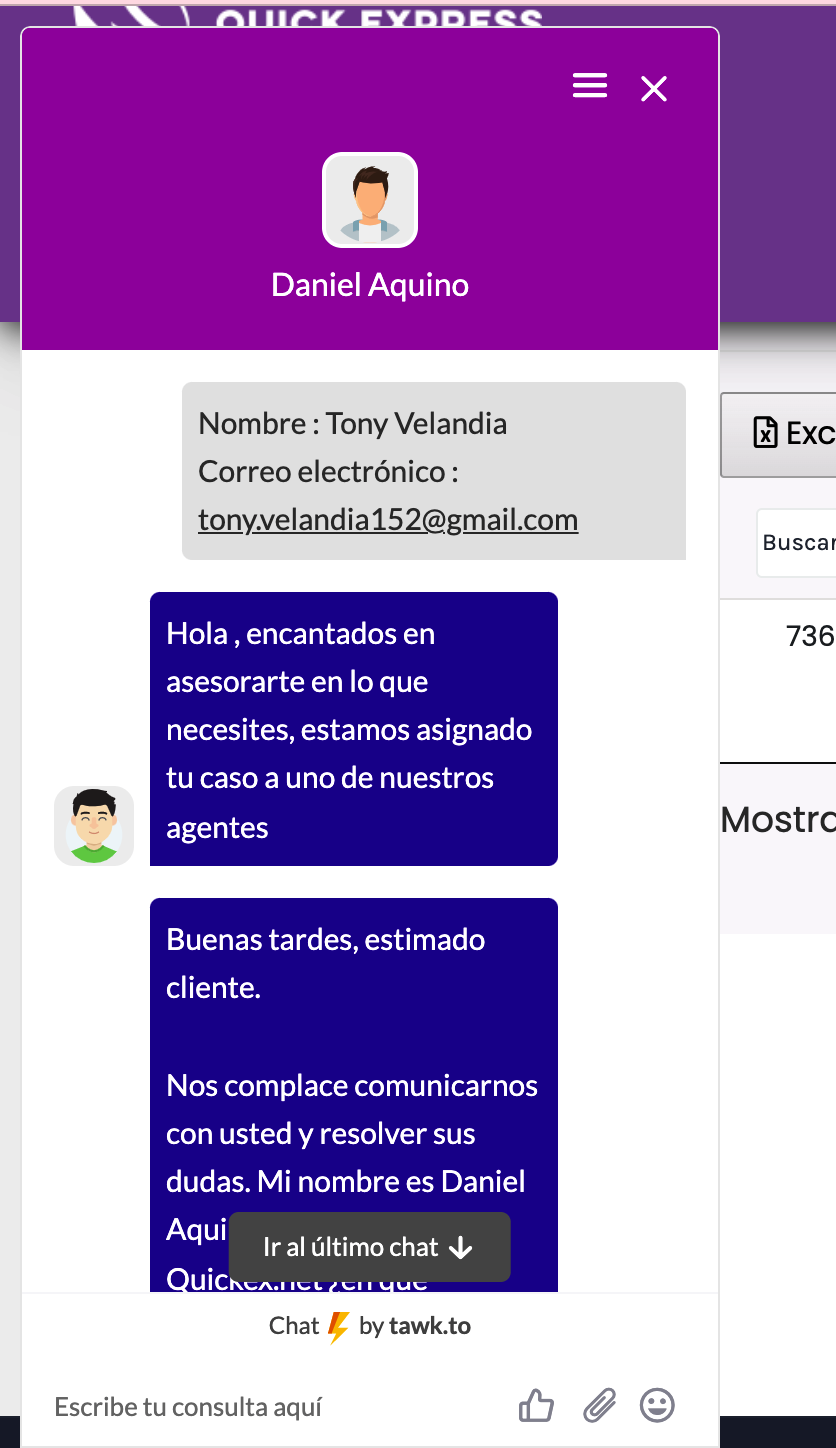 QUICK EXPRESS
Daniel Aquino
Nombre : Tony Velandia
Correo electrónico :
tony.velandia152@gmail.com
Hola , encantados en
asesorarte en lo que
necesites, estamos asignado
tu caso a uno de nuestros
agentes
Buenas tardes, estimado
cliente.
Nos complace comunicarnos
con usted y resolver sus
dudas. Mi nombre es Daniel
Aqui
Quickex.net ¿en que
Ir al último chat
Chat by tawk.to
Escribe tu consulta aquí
Exc
Buscar
736
Mostra